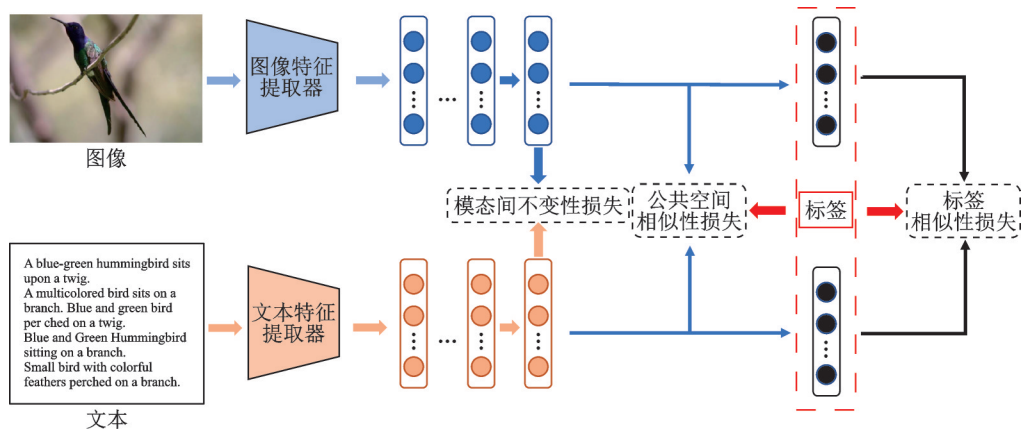 图像特征
提取器
图像
...
模态间不变性损失
公共空间
相似性损失
标签
标签
相似性损失
A blue-green hummingbird sits
upon a twig.
A multicolored bird sits on a
branch. Blue and green bird
per ched on a twig.
Blue and Green Hummingbird
sitting on a branch.
Small bird with colorful
feathers perched on a branch.
文本特征
提取器
...
文本